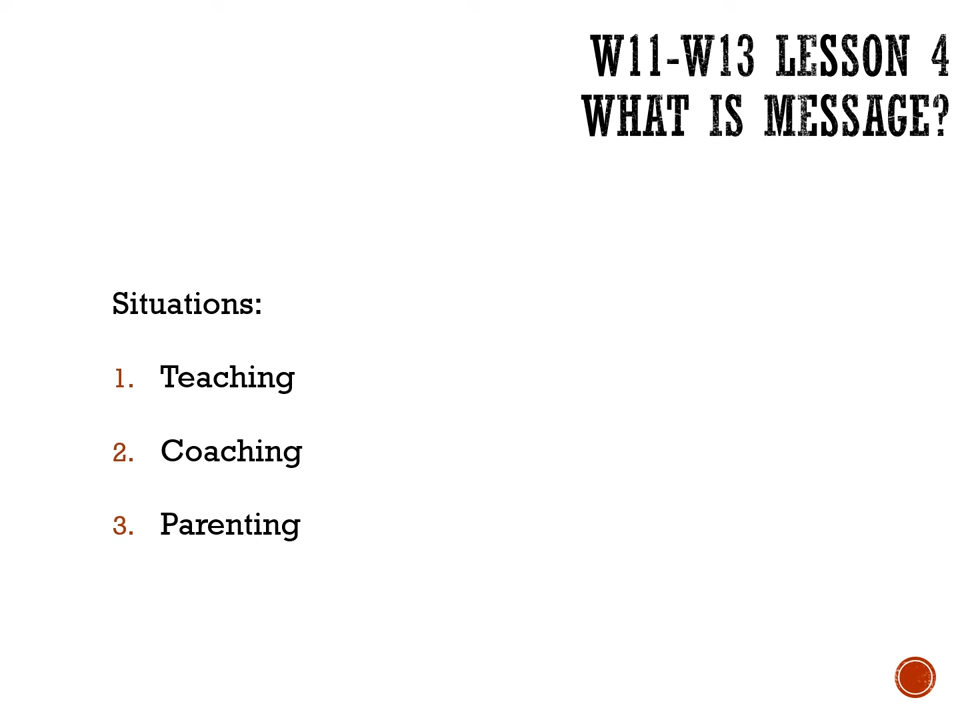 W11-W13 LESSON 4
WHAT IS MESSAGE?
Situations:
1. Teaching
2. Coaching
3. Parenting